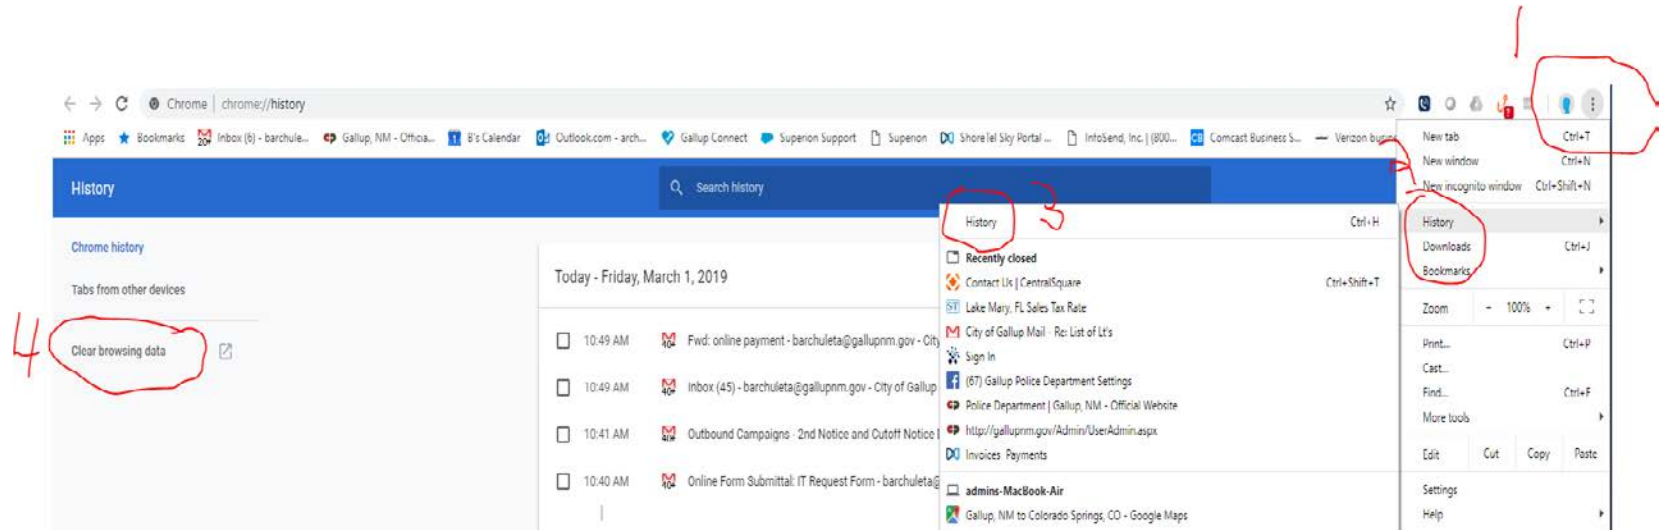 1
Chrome | chrome://history
Apps Bookmarks Inbox (6) - barchule... Gallup, NM - Officia... B's Calendar Outlook.com - arch... Gallup Connect Superion Support Superion ShoreTel Sky Portal ... InfoSend, Inc. | (800... Comcast Business S... Verizon busine
New tab Ctrl+T
New window Ctrl+N
New incognito window Ctrl+Shift+N
History
Downloads Ctrl+J
Bookmarks
Zoom - 100% +
Print... Ctrl+P
Cast...
Find... Ctrl+F
More tools
Edit Cut Copy Paste
Settings
Help
2
History
Search history
3
History Ctrl+H
Recently closed
Contact Us | CentralSquare Ctrl+Shift+T
Lake Mary, FL Sales Tax Rate
City of Gallup Mail - Re: List of Lt's
Sign In
(67) Gallup Police Department Settings
Police Department | Gallup, NM - Official Website
http://gallupnm.gov/Admin/UserAdmin.aspx
Invoices Payments
admins-MacBook-Air
Gallup, NM to Colorado Springs, CO - Google Maps
Chrome history
Tabs from other devices
4
Clear browsing data
Today - Friday, March 1, 2019
10:49 AM Fwd: online payment - barchuleta@gallupnm.gov - City
10:49 AM Inbox (45) - barchuleta@gallupnm.gov - City of Gallup
10:41 AM Outbound Campaigns - 2nd Notice and Cutoff Notice
10:40 AM Online Form Submittal: IT Request Form - barchuleta@